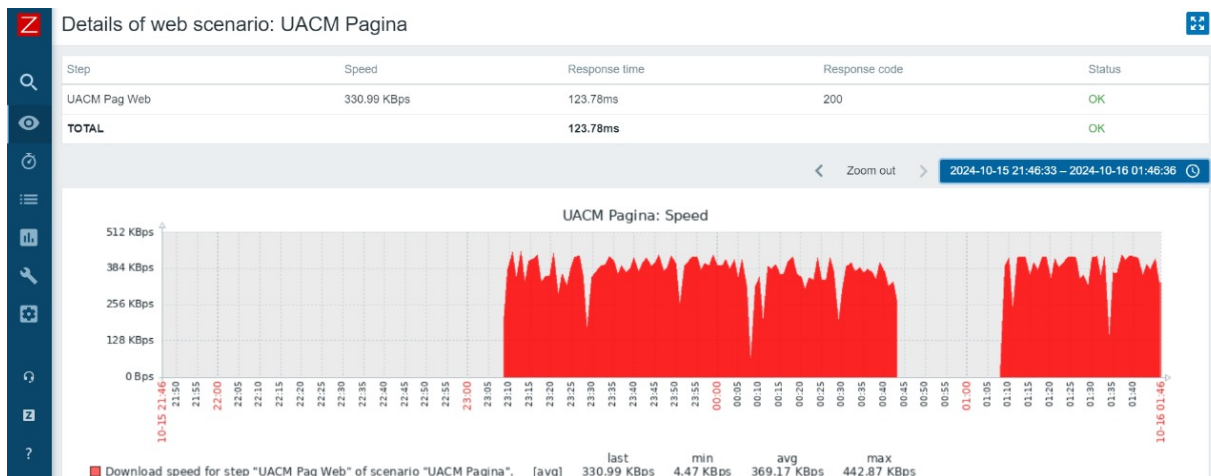 Z
Details of web scenario: UACM Pagina
Step Speed Response time Response code Status
UACM Pag Web 330.99 KBps 123.78ms 200 OK
TOTAL 123.78ms OK
Zoom out 2024-10-15 21:46:33 – 2024-10-16 01:46:36
UACM Pagina: Speed
512 KBps
384 KBps
256 KBps
128 KBps
0 Bps
10-15 21:46 21:50 21:55 22:00 22:05 22:10 22:15 22:20 22:25 22:30 22:35 22:40 22:45 22:50 22:55 23:00 23:05 23:10 23:15 23:20 23:25 23:30 23:35 23:40 23:45 23:50 23:55 00:00 00:05 00:10 00:15 00:20 00:25 00:30 00:35 00:40 00:45 00:50 00:55 01:00 01:05 01:10 01:15 01:20 01:25 01:30 01:35 01:40 10-16 01:46
last min avg max
Download speed for step "UACM Pag Web" of scenario "UACM Pagina". [avg] 330.99 KBps 4.47 KBps 369.17 KBps 442.87 KBps
Z
?